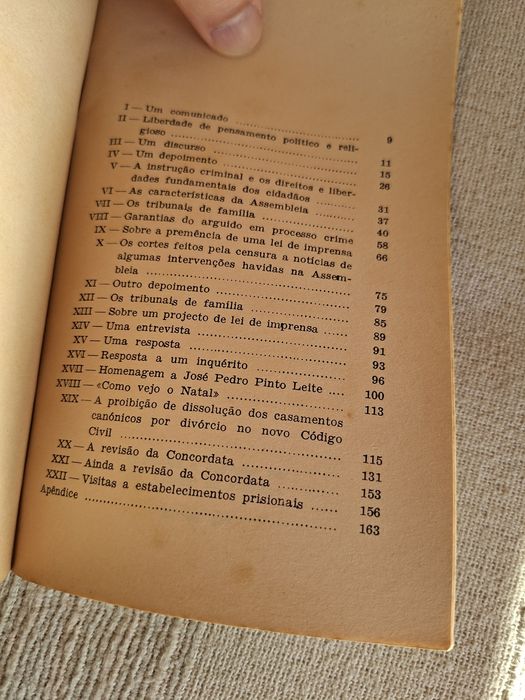 I — Um comunicado ........................ 9
II — Liberdade de pensamento político e reli-
gioso ........................ 11
III — Um discurso ........................ 15
IV — Um depoimento ........................ 26
V — A instrução criminal e os direitos e liber-
dades fundamentais dos cidadãos ......... 31
VI — As características da Assembleia ......... 37
VII — Os tribunais de família ................ 40
VIII — Garantias do arguido em processo crime 58
IX — Sobre a premência de uma lei de imprensa 66
X — Os cortes feitos pela censura a notícias de
algumas intervenções havidas na Assem-
bleia ........................ 75
XI — Outro depoimento ........................ 79
XII — Os tribunais de família ................ 85
XIII — Sobre um projecto de lei de imprensa ...... 89
XIV — Uma entrevista ........................ 91
XV — Uma resposta ........................ 93
XVI — Resposta a um inquérito ................ 96
XVII — Homenagem a José Pedro Pinto Leite .... 100
XVIII — «Como vejo o Natal» .................. 113
XIX — A proibição de dissolução dos casamentos
canónicos por divórcio no novo Código
Civil ........................ 115
XX — A revisão da Concordata ................ 131
XXI — Ainda a revisão da Concordata .......... 153
XXII — Visitas a estabelecimentos prisionais ...... 156
Apêndice ........................ 163